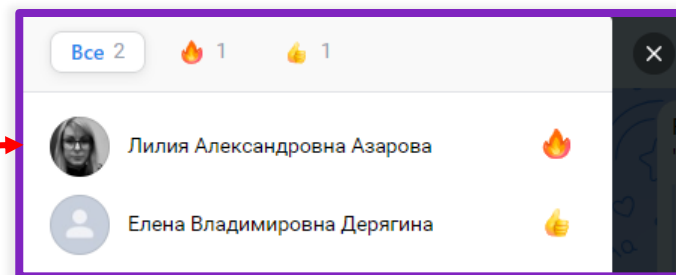 Все 2 🔥 1 👍 1
Лилия Александровна Азарова
Елена Владимировна Дерягина